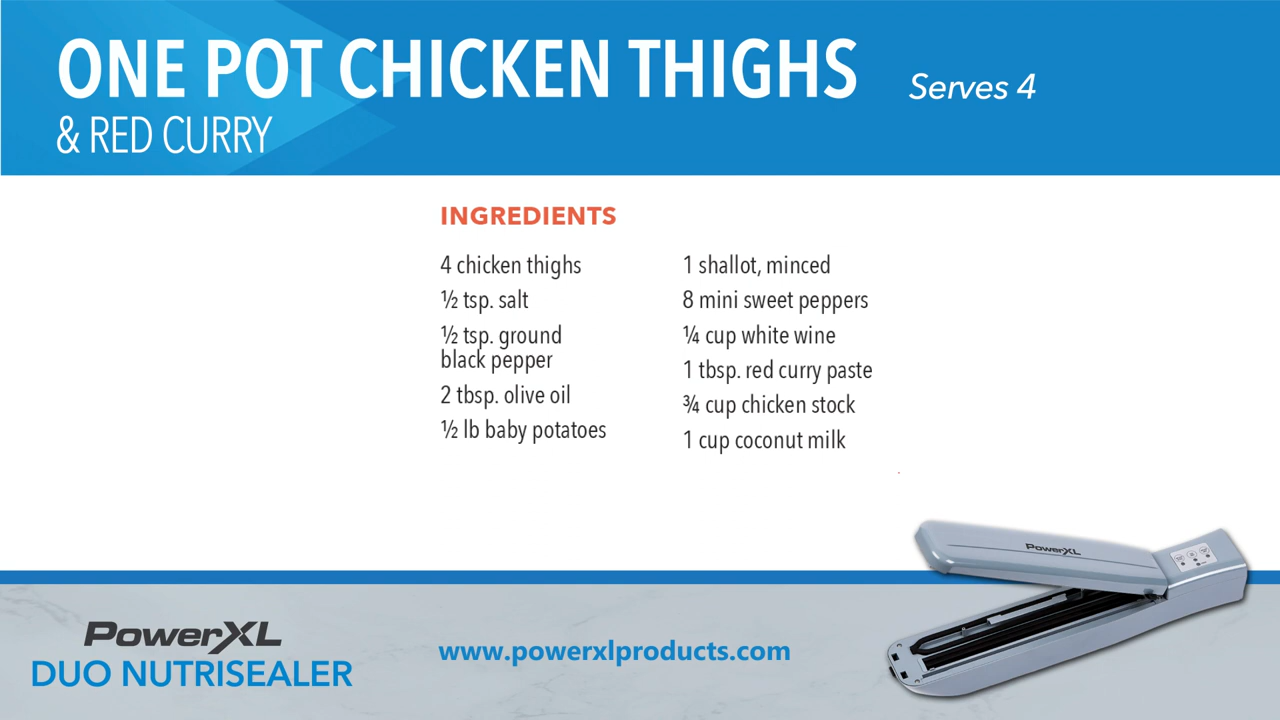 ONE POT CHICKEN THIGHS
Serves 4
& RED CURRY
INGREDIENTS
4 chicken thighs
½ tsp. salt
½ tsp. ground
black pepper
2 tbsp. olive oil
½ lb baby potatoes
1 shallot, minced
8 mini sweet peppers
¼ cup white wine
1 tbsp. red curry paste
¾ cup chicken stock
1 cup coconut milk
PowerXL
PowerXL
DUO NUTRISEALER
www.powerxlproducts.com